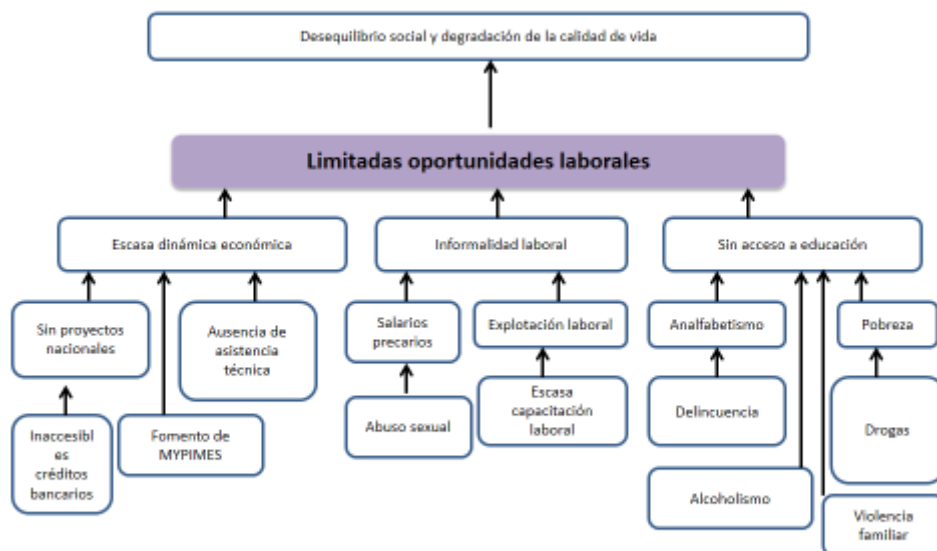 Desequilibrio social y degradación de la calidad de vida
Limitadas oportunidades laborales
Escasa dinámica económica
Informalidad laboral
Sin acceso a educación
Sin proyectos
nacionales
Ausencia de
asistencia
técnica
Salarios
precarios
Explotación laboral
Analfabetismo
Pobreza
Inaccesibl
es
créditos
bancarios
Fomento de
MYPIMES
Abuso sexual
Escasa
capacitación
laboral
Delincuencia
Drogas
Alcoholismo
Violencia
familiar